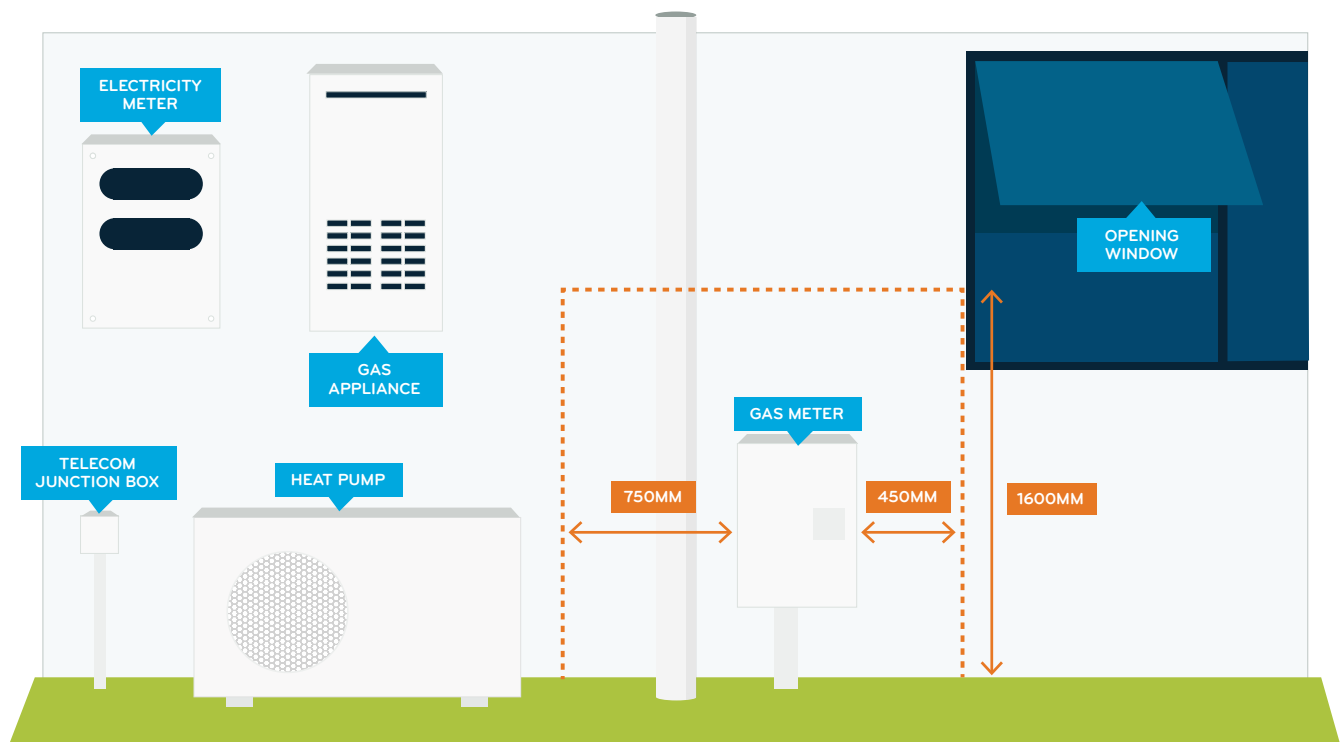 ELECTRICITY
METER
GAS
APPLIANCE
OPENING
WINDOW
GAS METER
TELECOM
JUNCTION BOX
HEAT PUMP
750MM
450MM
1600MM